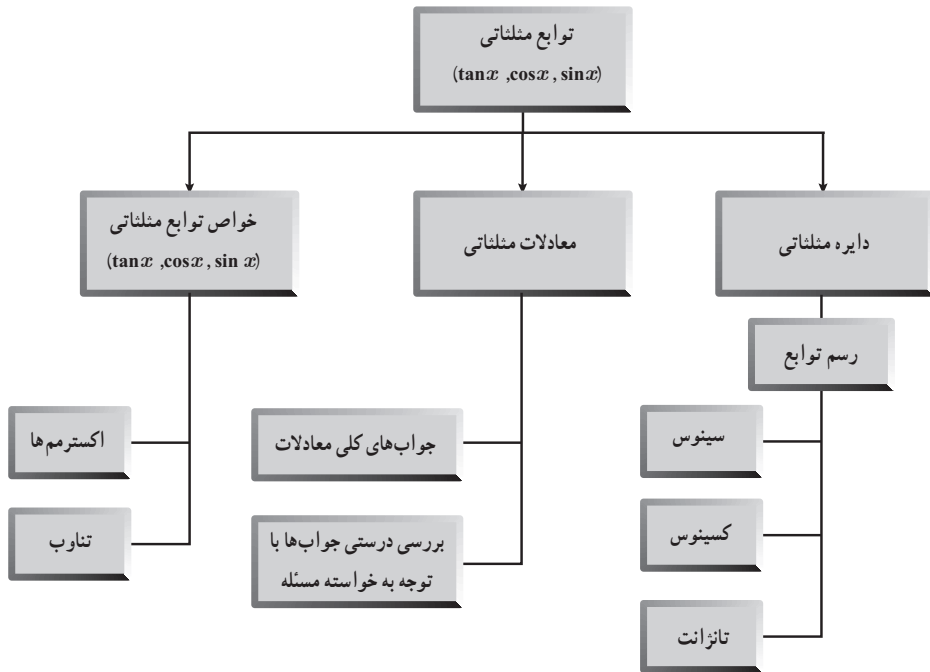 توابع مثلثاتی
(tanx ,cosx , sinx)
دایره مثلثاتی
رسم توابع
سینوس
کسینوس
تانژانت
معادلات مثلثاتی
جواب‌های کلی معادلات
بررسی درستی جواب‌ها با
توجه به خواسته مسئله
خواص توابع مثلثاتی
(tanx ,cosx , sin x)
اکسترمم‌ها
تناوب